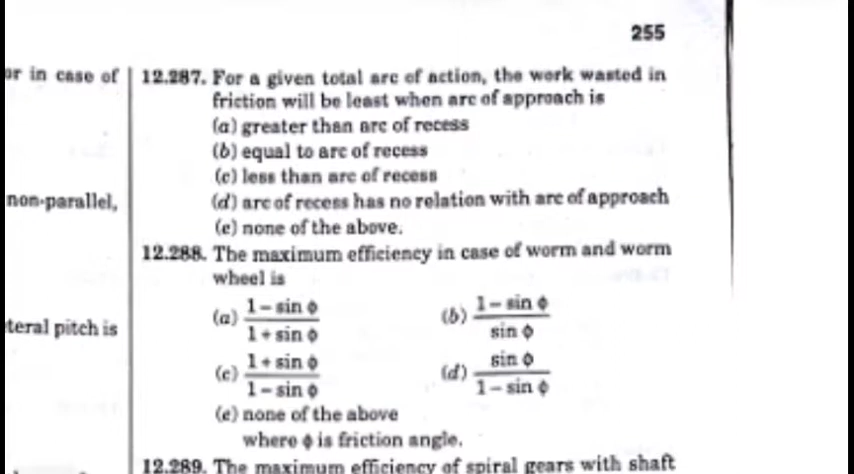 255
or in case of
non-parallel,
teral pitch is
12.287. For a given total arc of action, the work wasted in
friction will be least when arc of approach is
(a) greater than arc of recess
(b) equal to arc of recess
(c) less than arc of recess
(d) arc of recess has no relation with arc of approach
(e) none of the above.
12.288. The maximum efficiency in case of worm and worm
wheel is
(a) (1 – sin φ)/(1 + sin φ) (b) (1 – sin φ)/(sin φ)
(c) (1 + sin φ)/(1 – sin φ) (d) (sin φ)/(1 – sin φ)
(e) none of the above
where φ is friction angle.
12.289. The maximum efficiency of spiral gears with shaft